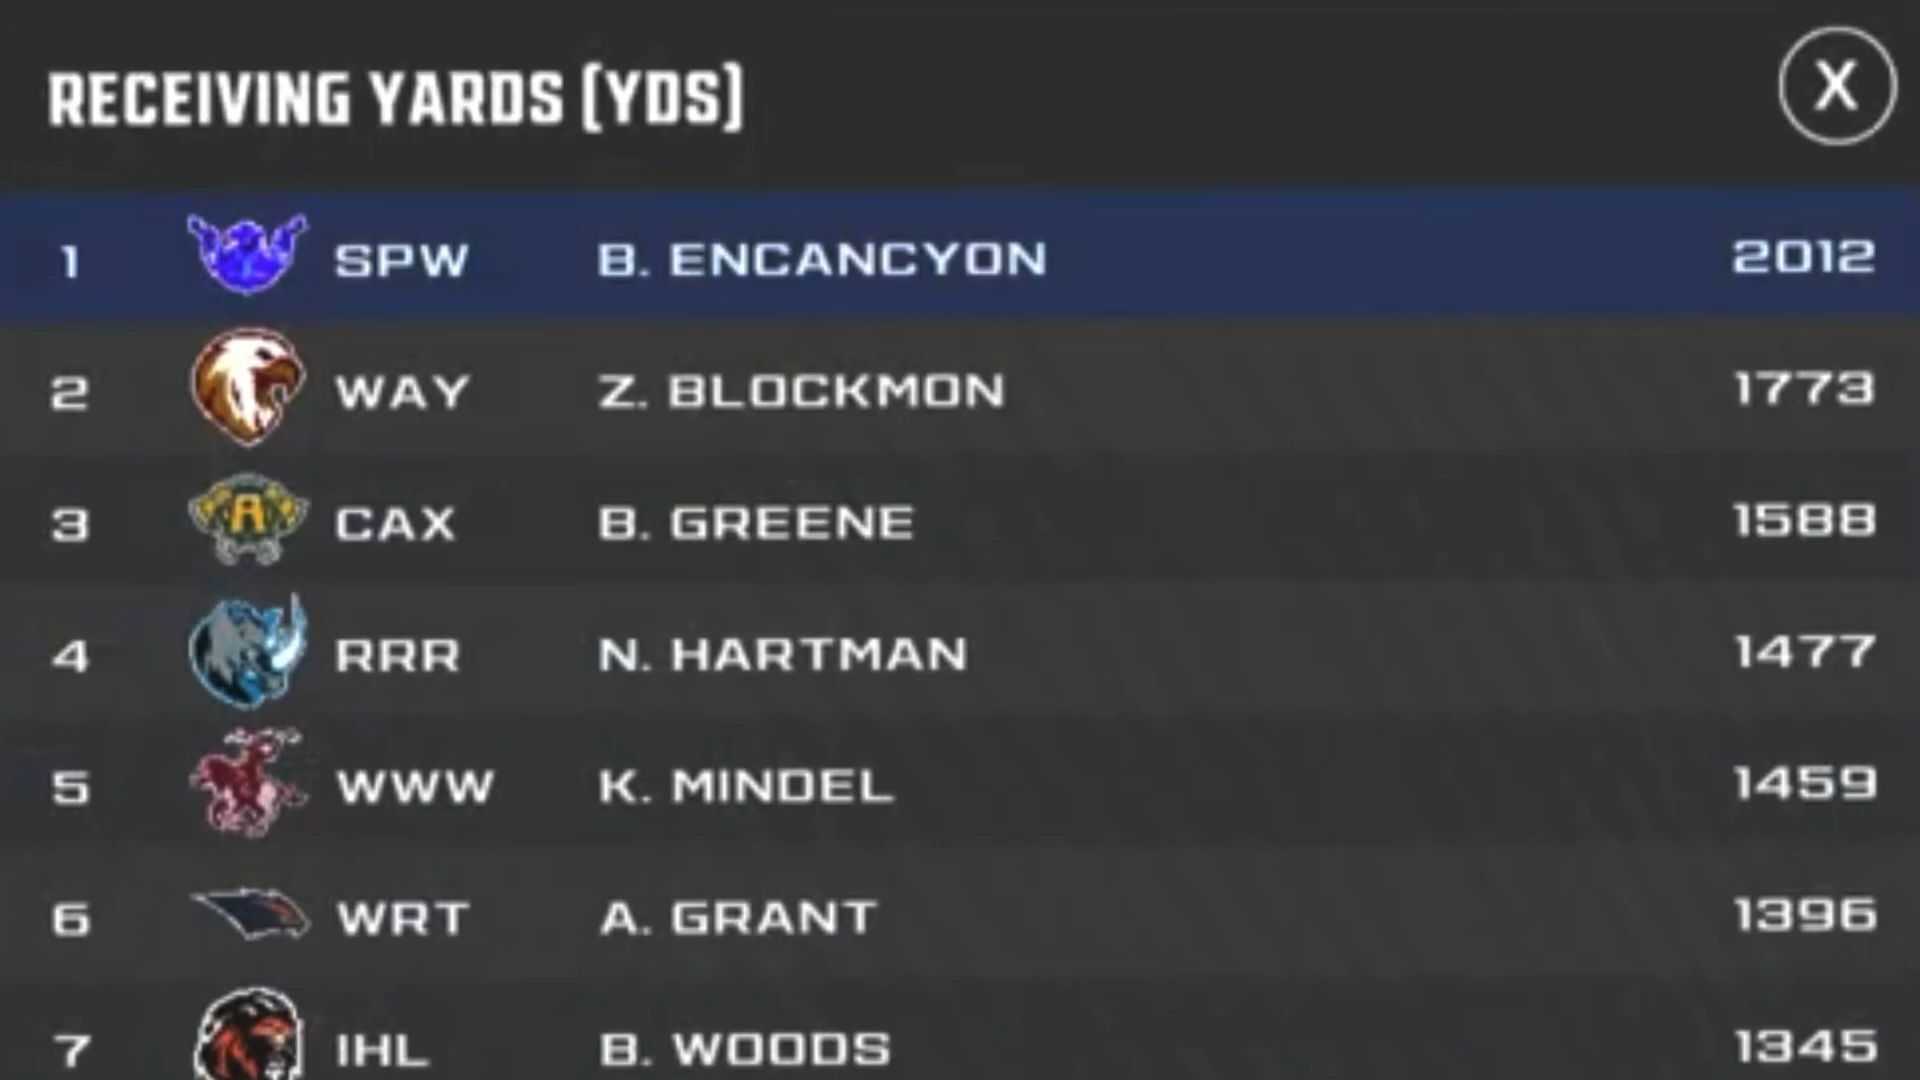 RECEIVING YARDS (YDS)
X
1 SPW B. ENCANCYON 2012
2 WAY Z. BLOCKMON 1773
3 A CAX B. GREENE 1588
4 RRR N. HARTMAN 1477
5 WWW K. MINDEL 1459
6 WRT A. GRANT 1396
7 IHL B. WOODS 1345